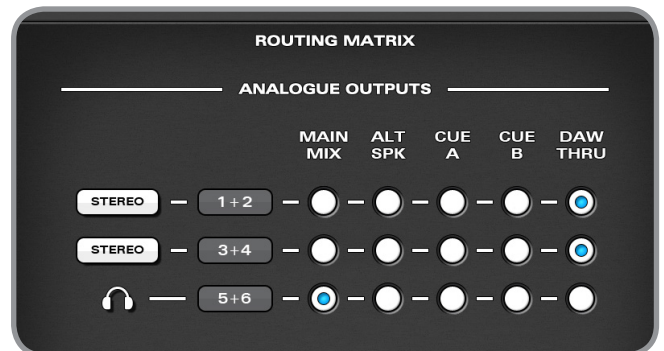 ROUTING MATRIX
ANALOGUE OUTPUTS
MAIN MIX ALT SPK CUE A CUE B DAW THRU
STEREO 1+2
STEREO 3+4
5+6